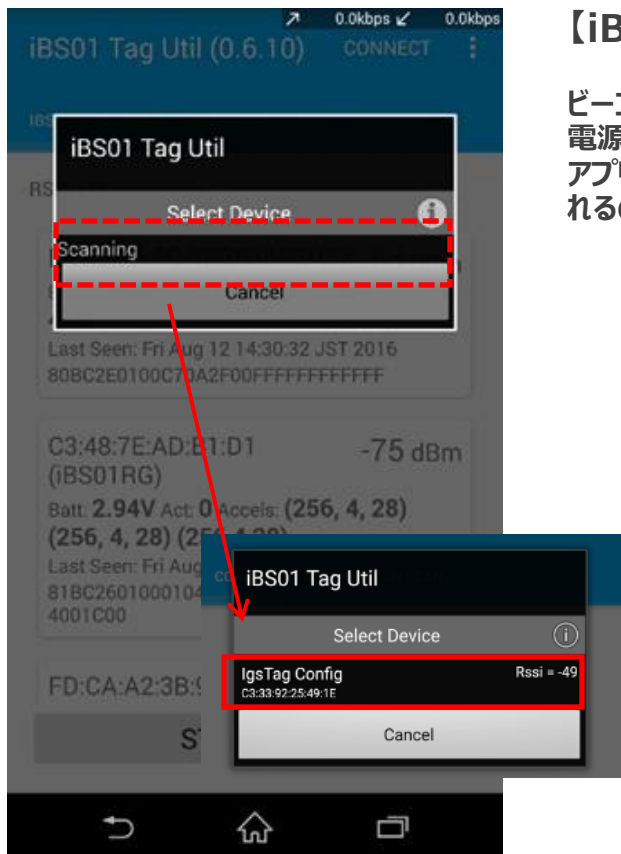 0.0kbps 0.0kbps
iBS01 Tag Util (0.6.10) CONNECT
iBS01 Tag Util
RS
Select Device
Scanning
Cancel
Last Seen: Fri Aug 12 14:30:32 JST 2016
80BC2E0100C70A2F00FFFFFFFFFFFF
C3:48:7E:AD:B1:D1 -75 dBm
(iBS01RG)
Batt: 2.94V Act: 0 Accels: (256, 4, 28)
(256, 4, 28)
Last Seen: Fri Aug
81BC2601000104
4001C00
FD:CA:A2:3B:
iBS01 Tag Util
Select Device
IgsTag Config Rssi = -49
C3:33:92:25:49:1E
Cancel
【iB
ビーコ
電源
アプリ
れるの